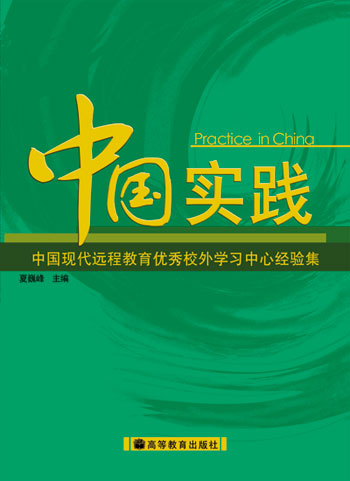 Practice in China
中国实践
中国现代远程教育优秀校外学习中心经验集
夏巍峰 主编
高等教育出版社